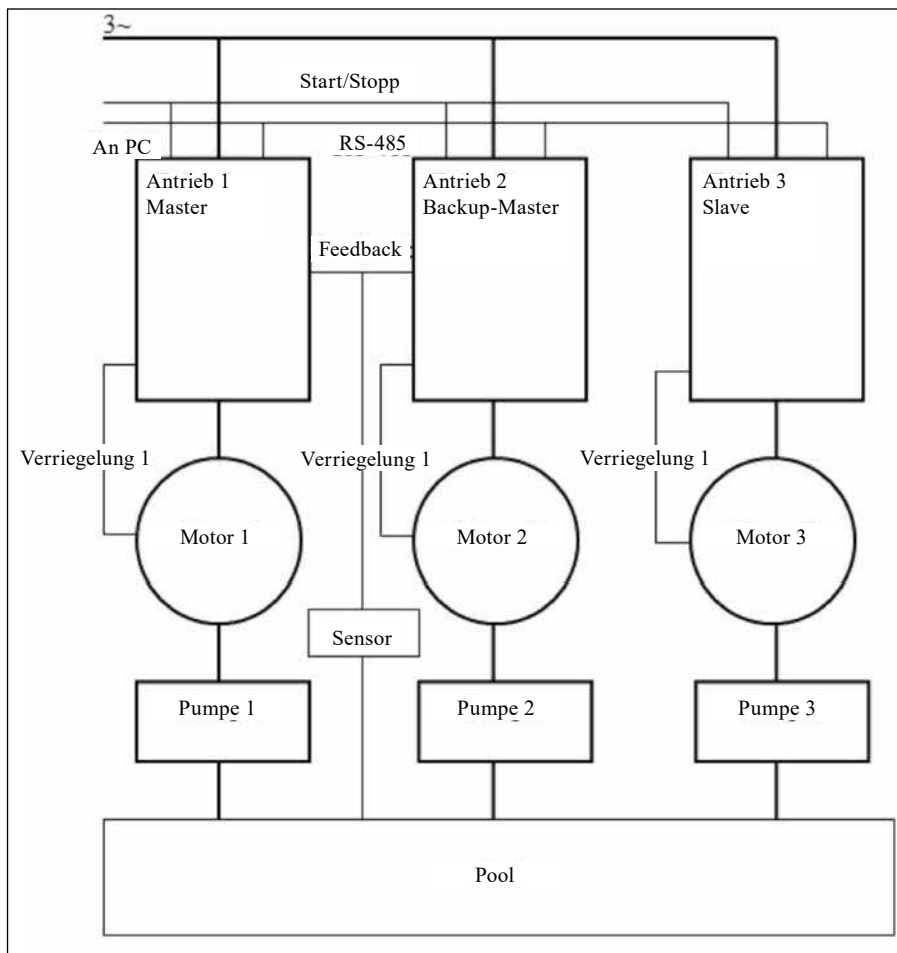 3~
Start/Stopp
An PC
RS-485
Antrieb 1
Master
Antrieb 2
Backup-Master
Antrieb 3
Slave
Feedback
Verriegelung 1
Verriegelung 1
Verriegelung 1
Motor 1
Motor 2
Motor 3
Sensor
Pumpe 1
Pumpe 2
Pumpe 3
Pool